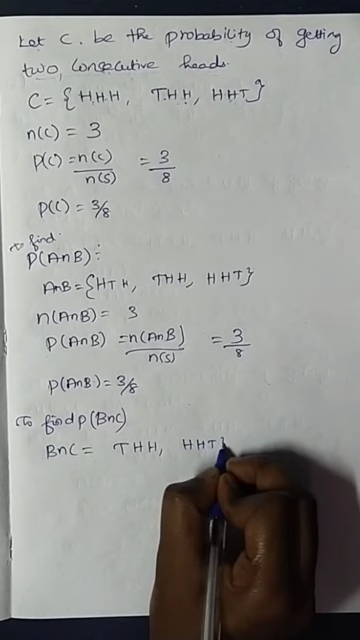 Let C. be the probability of getting
two, consecutive heads.
C = {HHH, THH, HHT}
n(C) = 3
P(C) = n(C)/n(S) = 3/8
P(C) = 3/8
To find:
P(A∩B):
A∩B = {HTH, THH, HHT}
n(A∩B) = 3
P(A∩B) = n(A∩B)/n(S) = 3/8
P(A∩B) = 3/8
To find P(B∩C)
B∩C = THH, HHT}